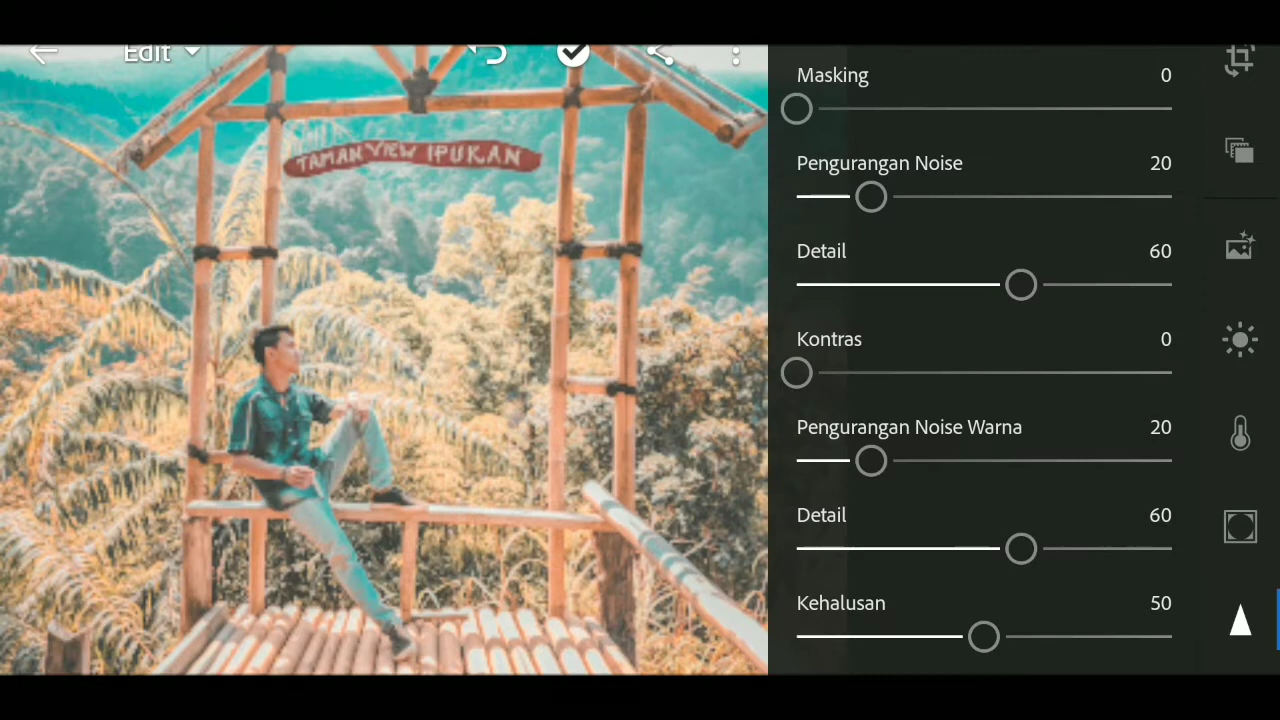 Edit
TAMAN VIEW IPUKAN
Masking 0
Pengurangan Noise 20
Detail 60
Kontras 0
Pengurangan Noise Warna 20
Detail 60
Kehalusan 50